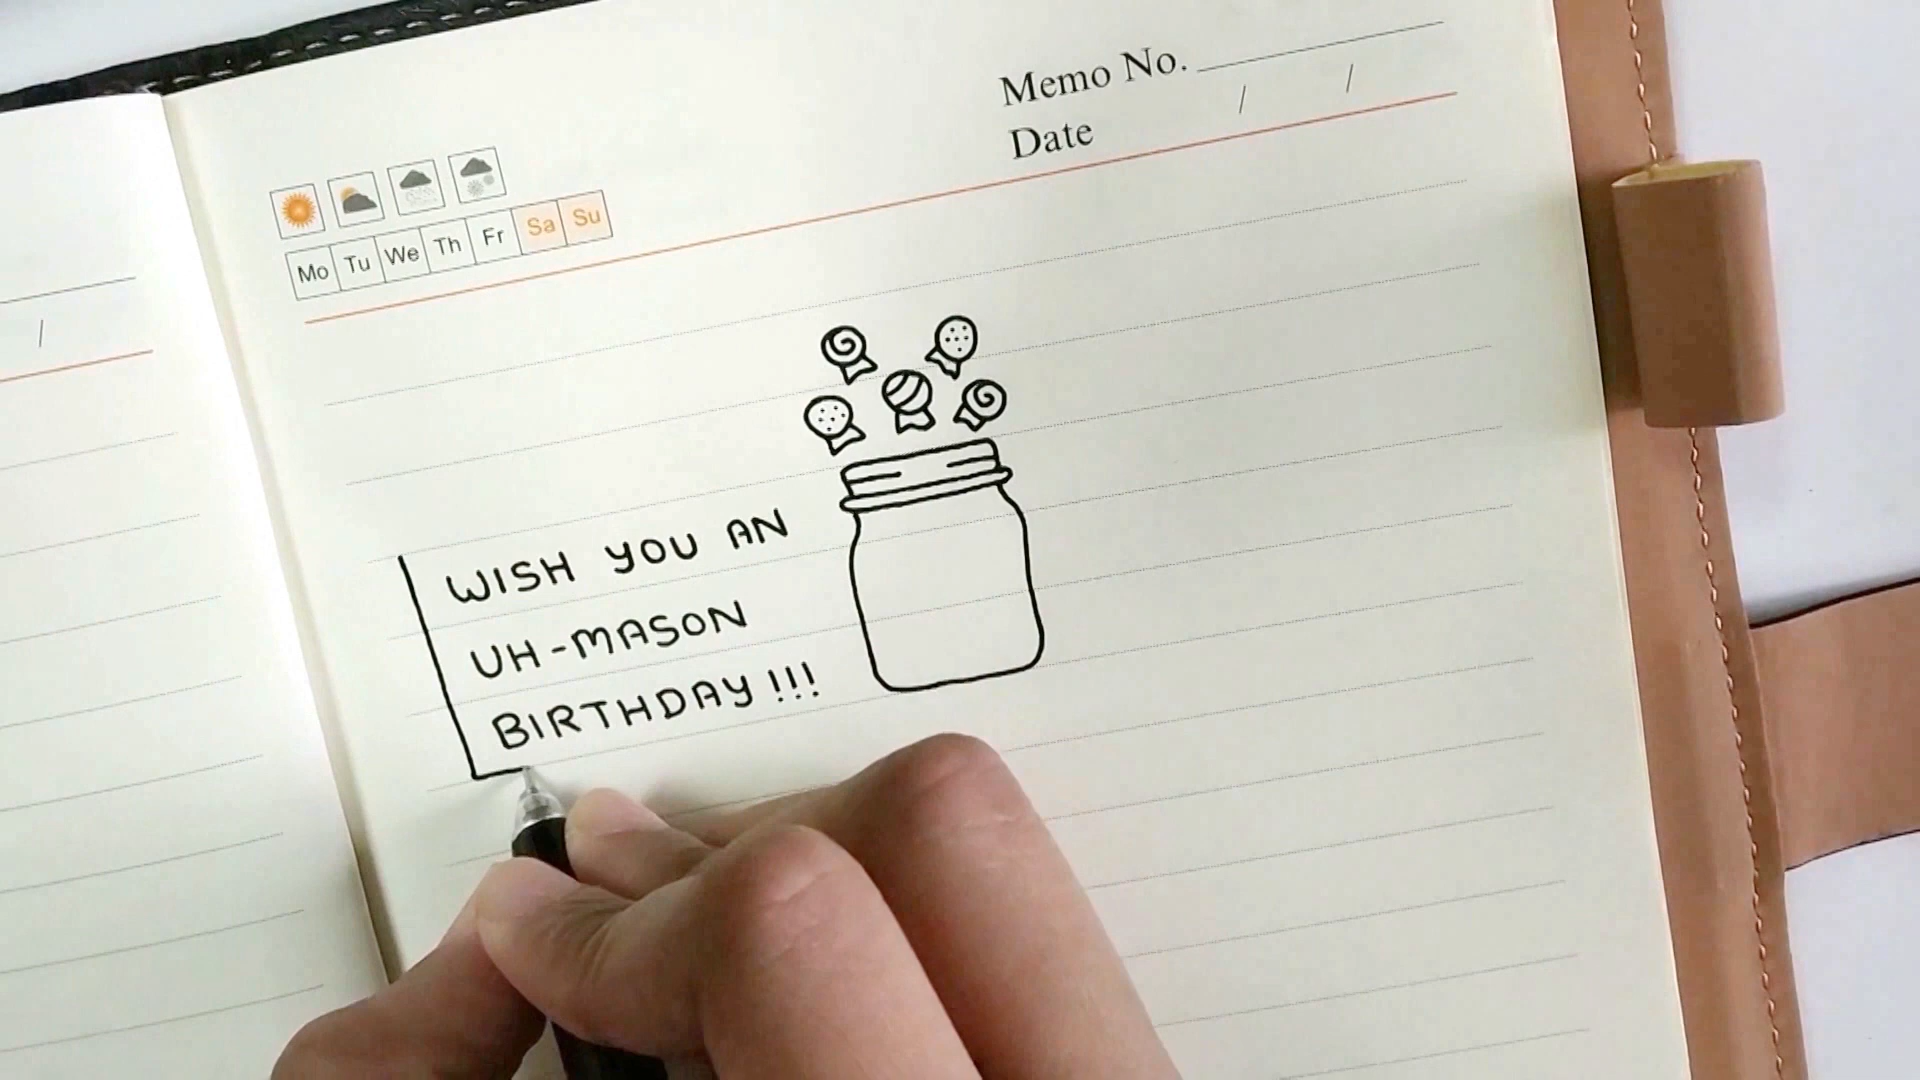 Memo No.
Date / /
Mo Tu We Th Fr Sa Su
/
WISH YOU AN
UH-MASON
BIRTHDAY !!!